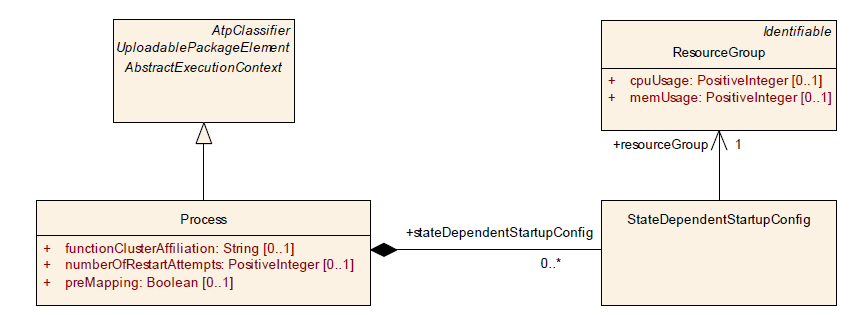 AtpClassifier
UploadablePackageElement
AbstractExecutionContext
Identifiable
ResourceGroup
+ cpuUsage: PositiveInteger [0..1]
+ memUsage: PositiveInteger [0..1]
+resourceGroup 1
Process
+ functionClusterAffiliation: String [0..1]
+ numberOfRestartAttempts: PositiveInteger [0..1]
+ preMapping: Boolean [0..1]
+stateDependentStartupConfig
0..*
StateDependentStartupConfig